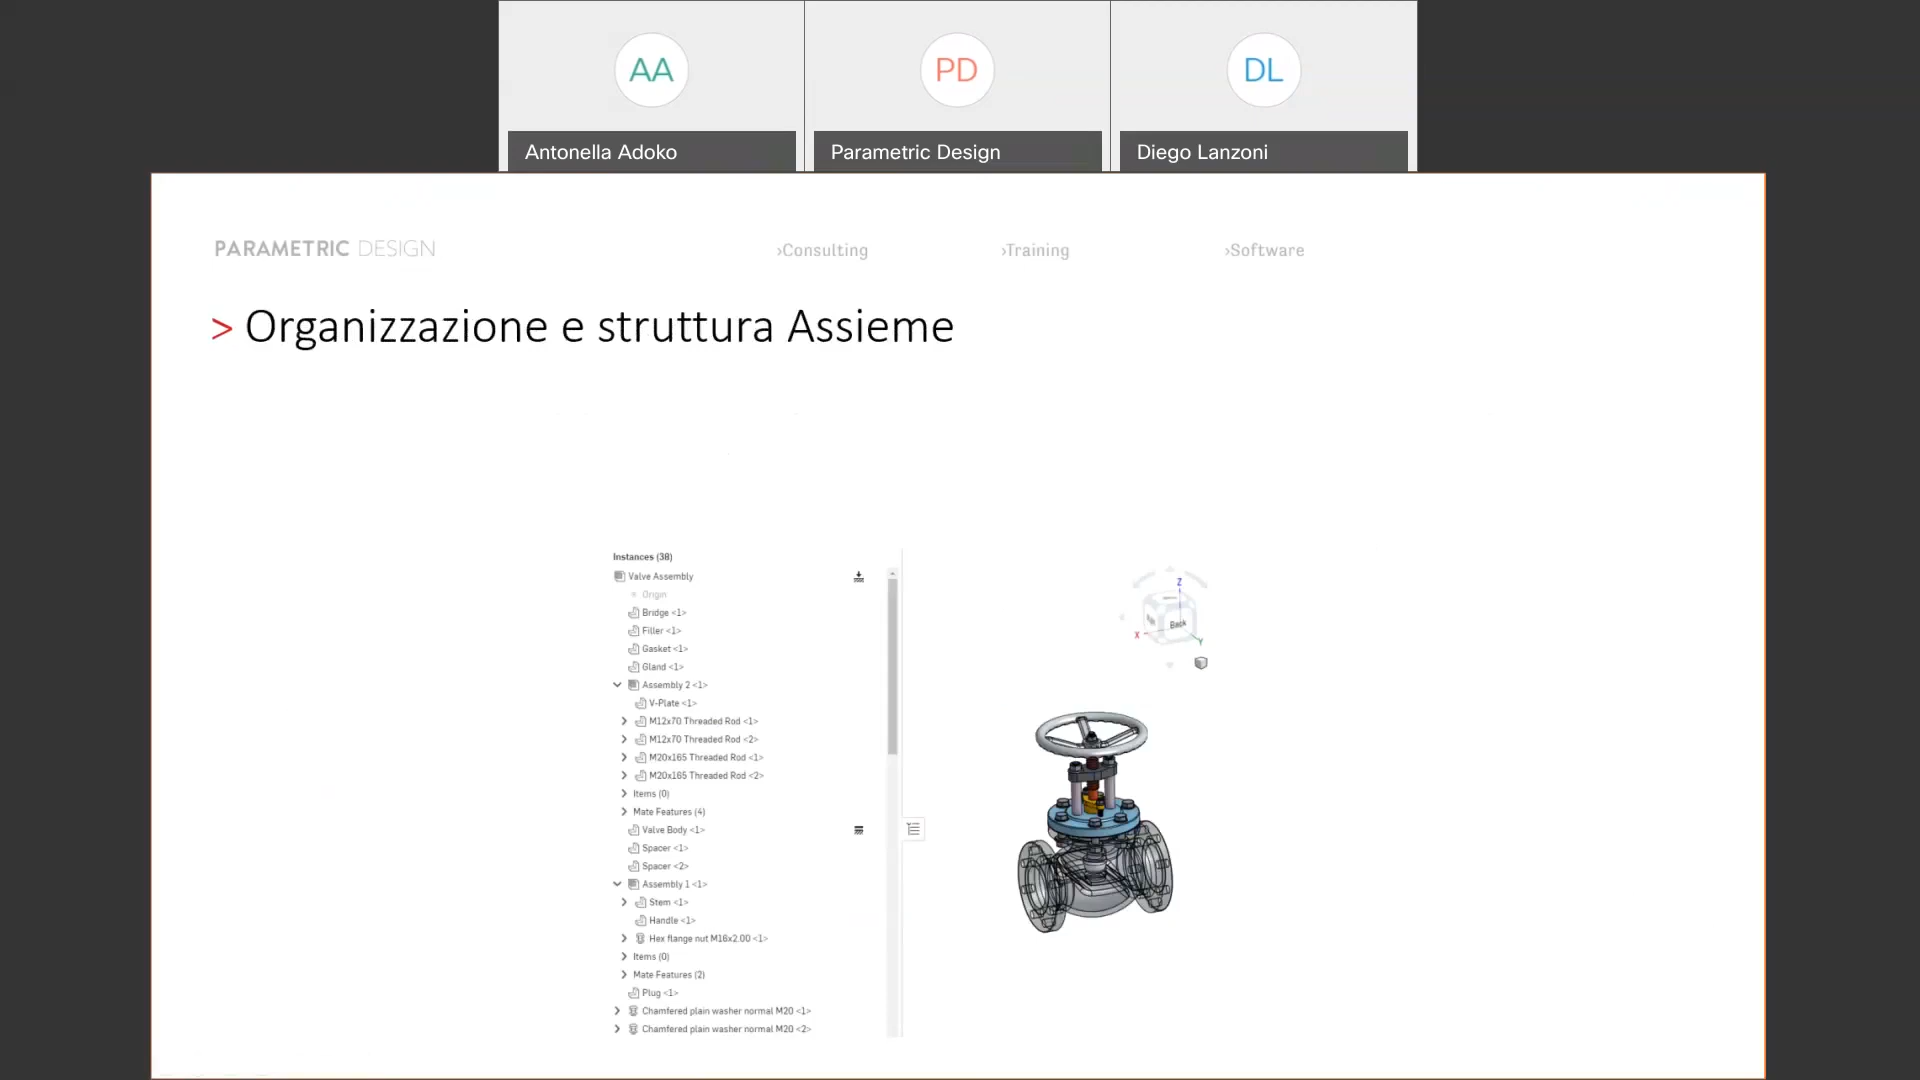 AA
PD
DL
Antonella Adoko
Parametric Design
Diego Lanzoni
PARAMETRIC DESIGN
›Consulting
›Training
›Software
> Organizzazione e struttura Assieme
Instances (38)
Valve Assembly
Origin
Bridge <1>
Filler <1>
Gasket <1>
Gland <1>
Assembly 2 <1>
V-Plate <1>
M12x70 Threaded Rod <1>
M12x70 Threaded Rod <2>
M20x165 Threaded Rod <1>
M20x165 Threaded Rod <2>
Items (0)
Mate Features (4)
Valve Body <1>
Spacer <1>
Spacer <2>
Assembly 1 <1>
Stem <1>
Handle <1>
Hex flange nut M16x2.00 <1>
Items (0)
Mate Features (2)
Plug <1>
Chamfered plain washer normal M20 <1>
Chamfered plain washer normal M20 <2>
Z
Back
X
Y